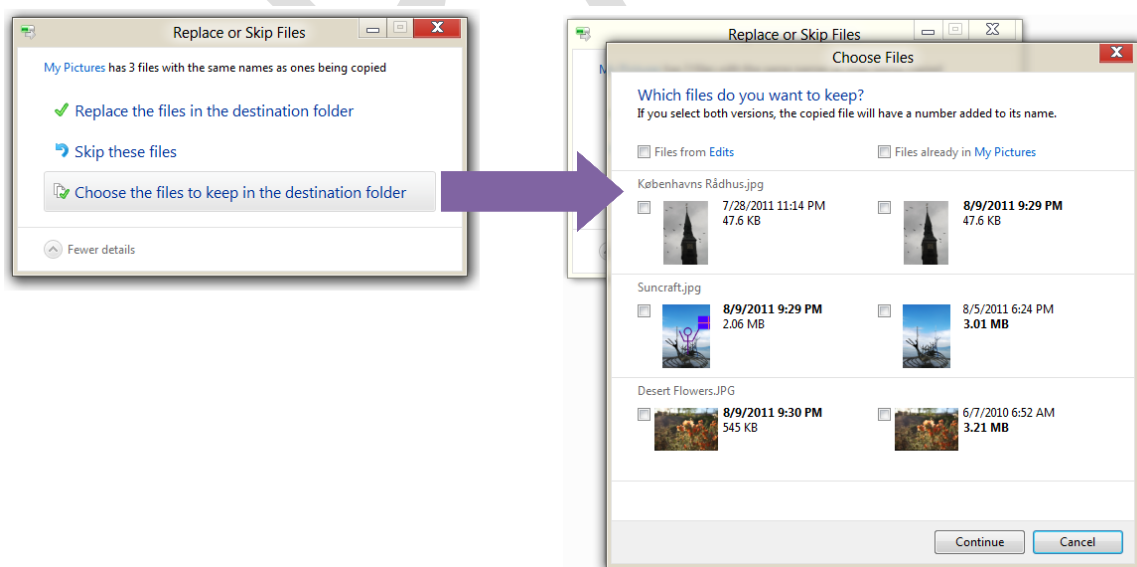 Replace or Skip Files
My Pictures has 3 files with the same names as ones being copied
Replace the files in the destination folder
Skip these files
Choose the files to keep in the destination folder
Fewer details
Replace or Skip Files
Choose Files
Which files do you want to keep?
If you select both versions, the copied file will have a number added to its name.
Files from Edits
Files already in My Pictures
Københavns Rådhus.jpg
7/28/2011 11:14 PM
47.6 KB
8/9/2011 9:29 PM
47.6 KB
Suncraft.jpg
8/9/2011 9:29 PM
2.06 MB
8/5/2011 6:24 PM
3.01 MB
Desert Flowers.JPG
8/9/2011 9:30 PM
545 KB
6/7/2010 6:52 AM
3.21 MB
Continue
Cancel